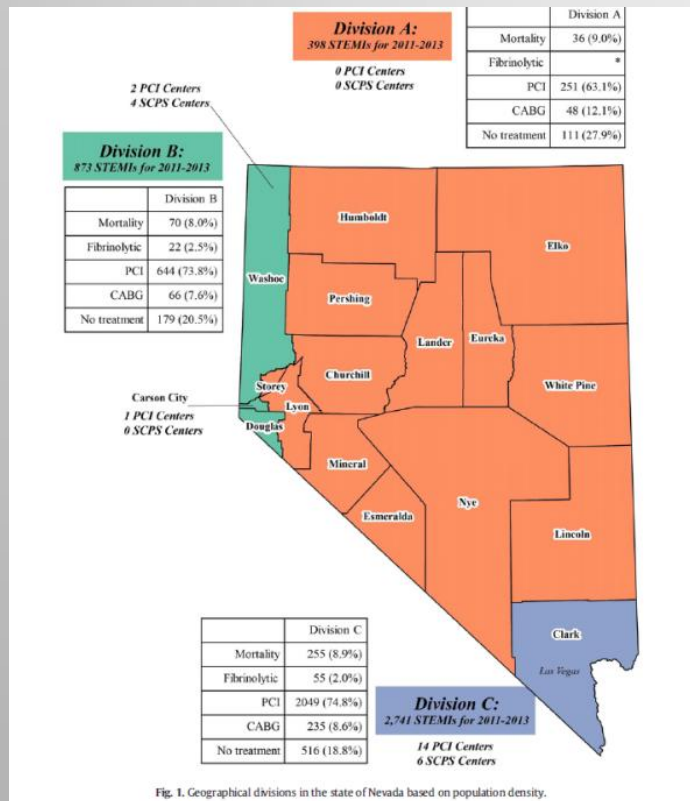 Division A:
398 STEMIs for 2011-2013
0 PCI Centers
0 SCPS Centers
Division A
Mortality 36 (9.0%)
Fibrinolytic *
PCI 251 (63.1%)
CABG 48 (12.1%)
No treatment 111 (27.9%)
2 PCI Centers
4 SCPS Centers
Division B:
873 STEMIs for 2011-2013
Division B
Mortality 70 (8.0%)
Fibrinolytic 22 (2.5%)
PCI 644 (73.8%)
CABG 66 (7.6%)
No treatment 179 (20.5%)
Humboldt
Elko
Washoe
Pershing
Lander
Eureka
Churchill
White Pine
Storey
Lyon
Carson City
1 PCI Centers
0 SCPS Centers
Douglas
Mineral
Nye
Esmeralda
Lincoln
Clark
Las Vegas
Division C
Mortality 255 (8.9%)
Fibrinolytic 55 (2.0%)
PCI 2049 (74.8%)
CABG 235 (8.6%)
No treatment 516 (18.8%)
Division C:
2,741 STEMIs for 2011-2013
14 PCI Centers
6 SCPS Centers
Fig. 1. Geographical divisions in the state of Nevada based on population density.